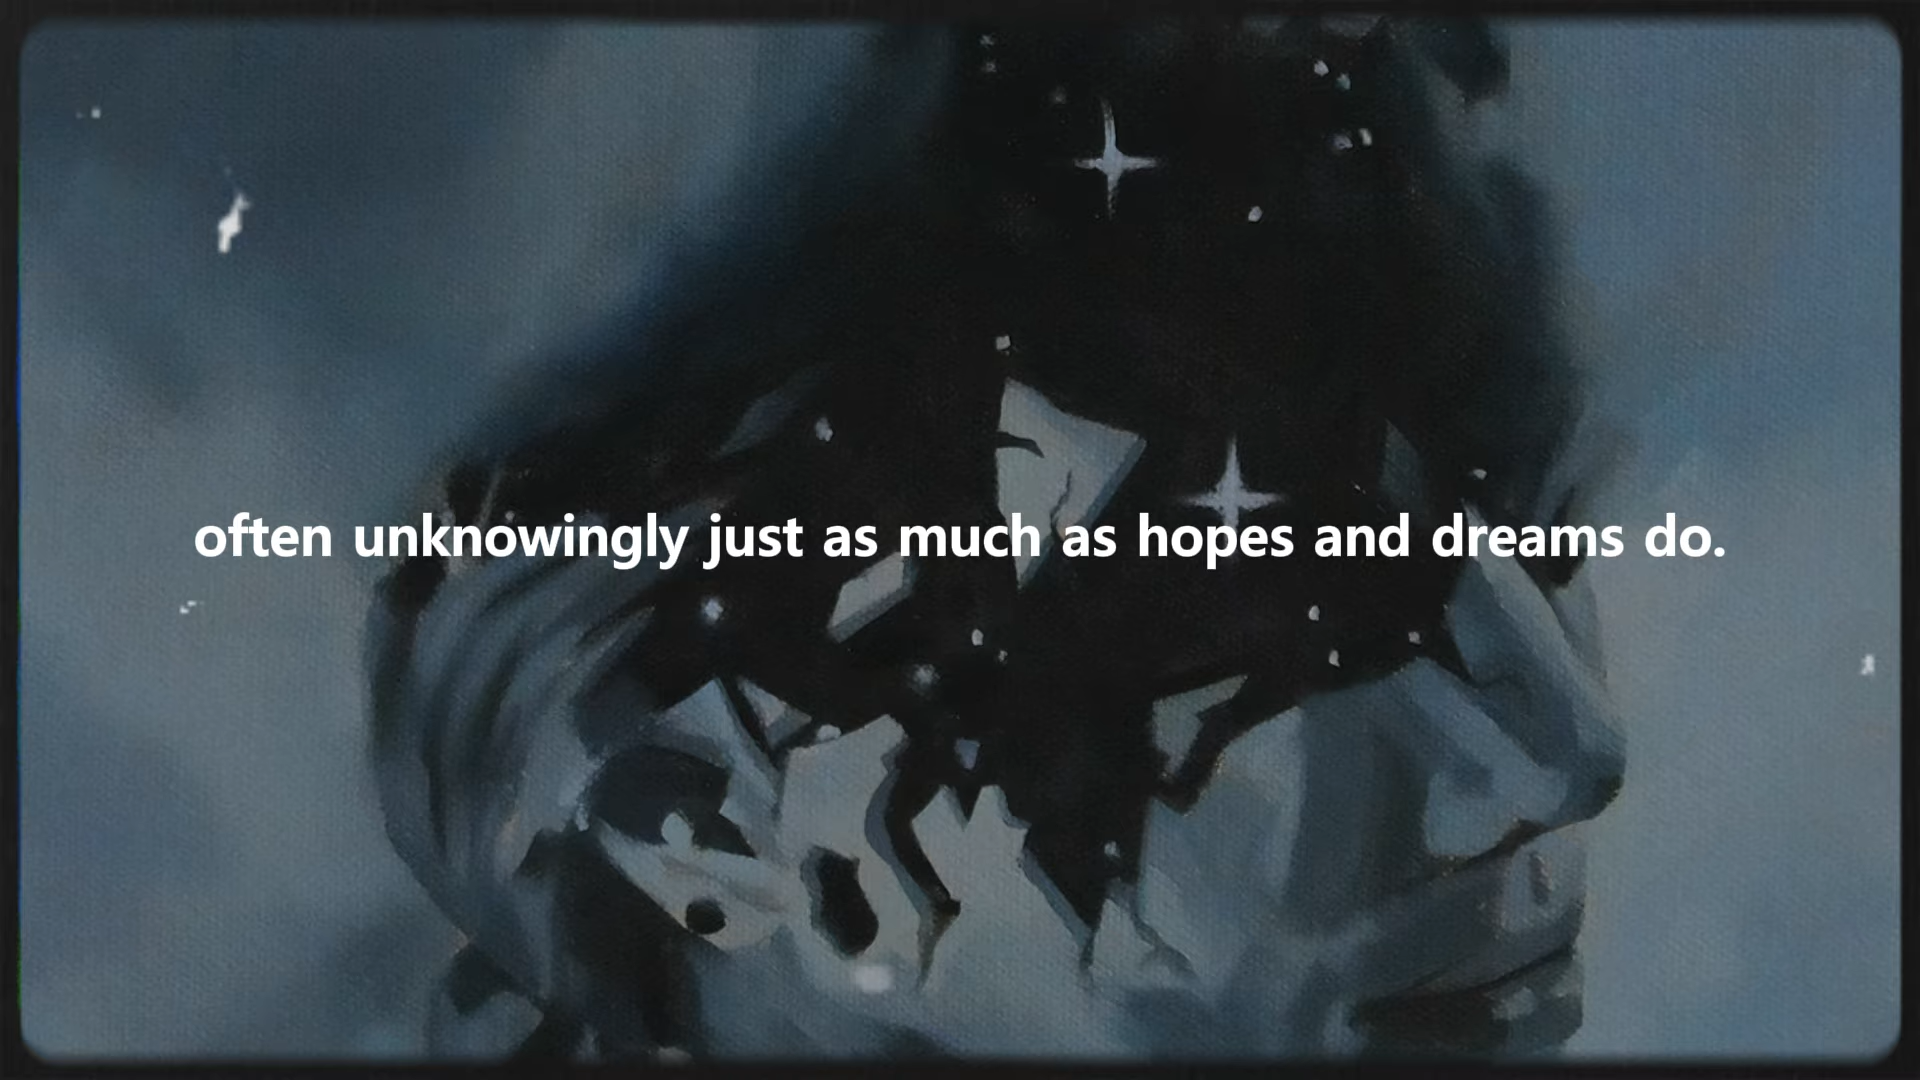 often unknowingly just as much as hopes and dreams do.